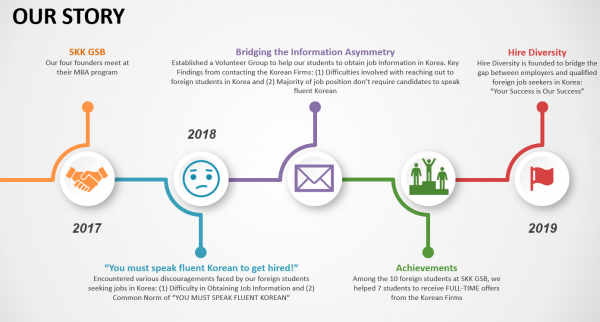 OUR STORY
SKK GSB
Our four founders meet at
their MBA program
Bridging the Information Asymmetry
Established a Volunteer Group to help our students to obtain job information in Korea. Key
Findings from contacting the Korean Firms: (1) Difficulties involved with reaching out to
foreign students in Korea and (2) Majority of job position don't require candidates to speak
fluent Korean
Hire Diversity
Hire Diversity is founded to bridge the
gap between employers and qualified
foreign job seekers in Korea:
"Your Success is Our Success"
2018
2017
2019
"You must speak fluent Korean to get hired!"
Encountered various discouragements faced by our foreign students
seeking jobs in Korea: (1) Difficulty in Obtaining Job Information and (2)
Common Norm of "YOU MUST SPEAK FLUENT KOREAN"
Achievements
Among the 10 foreign students at SKK GSB, we
helped 7 students to receive FULL-TIME offers
from the Korean Firms